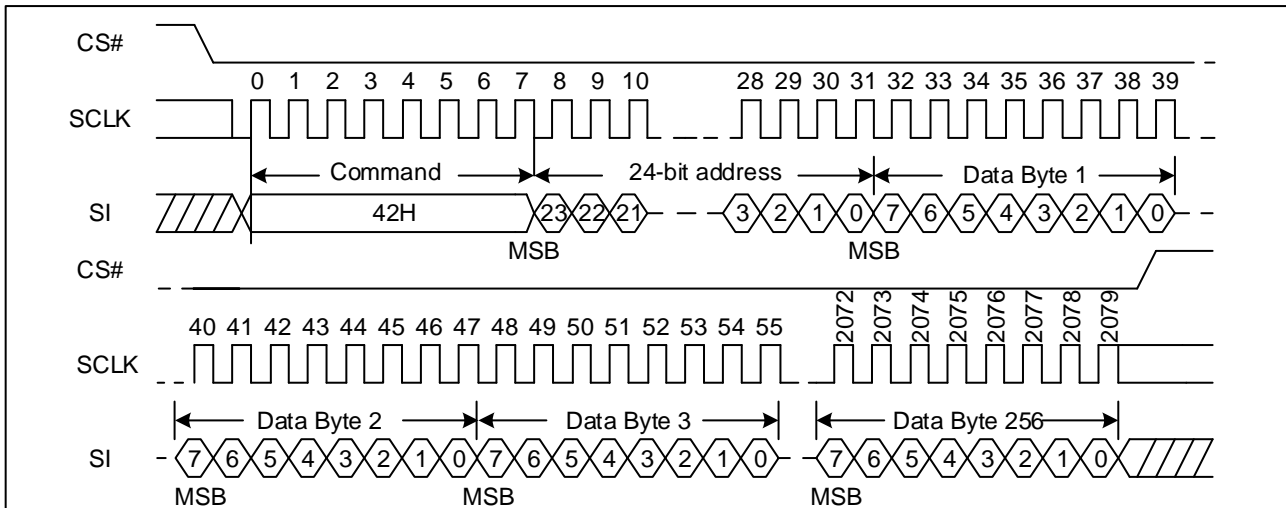 CS#
0 1 2 3 4 5 6 7 8 9 10 28 29 30 31 32 33 34 35 36 37 38 39
SCLK
Command 24-bit address Data Byte 1
SI 42H 23 22 21 3 2 1 0 7 6 5 4 3 2 1 0
MSB MSB
CS#
40 41 42 43 44 45 46 47 48 49 50 51 52 53 54 55 2072 2073 2074 2075 2076 2077 2078 2079
SCLK
Data Byte 2 Data Byte 3 Data Byte 256
SI 7 6 5 4 3 2 1 0 7 6 5 4 3 2 1 0 7 6 5 4 3 2 1 0
MSB MSB MSB